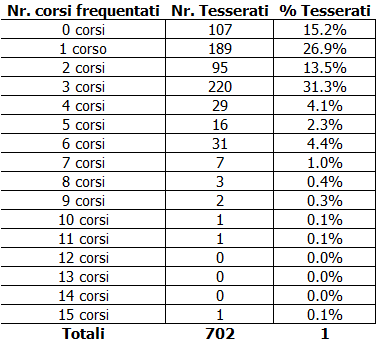 Nr. corsi frequentati Nr. Tesserati % Tesserati
0 corsi 107 15.2%
1 corso 189 26.9%
2 corsi 95 13.5%
3 corsi 220 31.3%
4 corsi 29 4.1%
5 corsi 16 2.3%
6 corsi 31 4.4%
7 corsi 7 1.0%
8 corsi 3 0.4%
9 corsi 2 0.3%
10 corsi 1 0.1%
11 corsi 1 0.1%
12 corsi 0 0.0%
13 corsi 0 0.0%
14 corsi 0 0.0%
15 corsi 1 0.1%
Totali 702 1